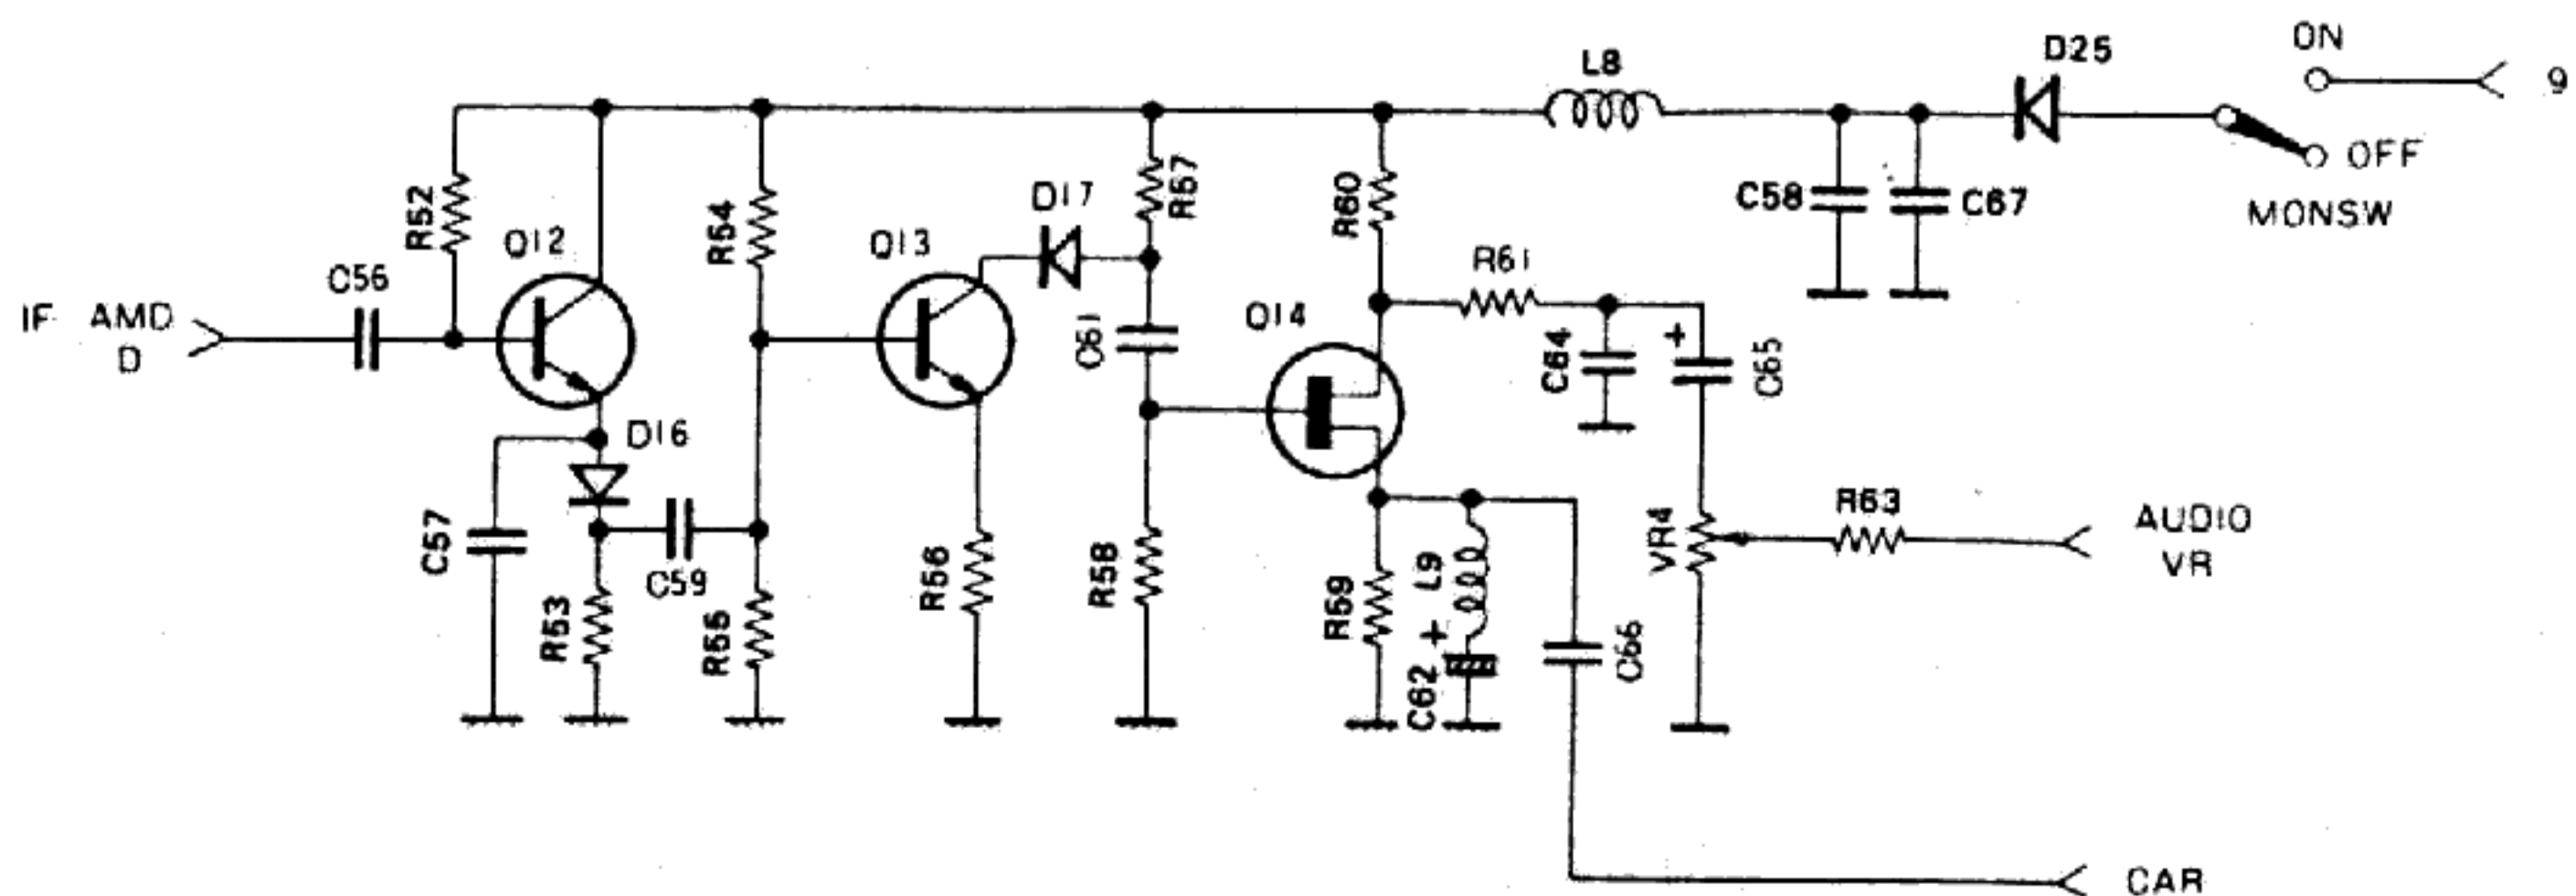 ON
9
L8
D25
OFF
MONSW
C58
C67
R52
Q12
R54
Q13
D17
R57
R60
R61
C56
IF AMD
D
C61
Q14
C64
+
C65
D16
C57
R53
C59
R55
R56
R58
R59
L9
+
C62
C66
VR4
R63
AUDIO
VR
CAR